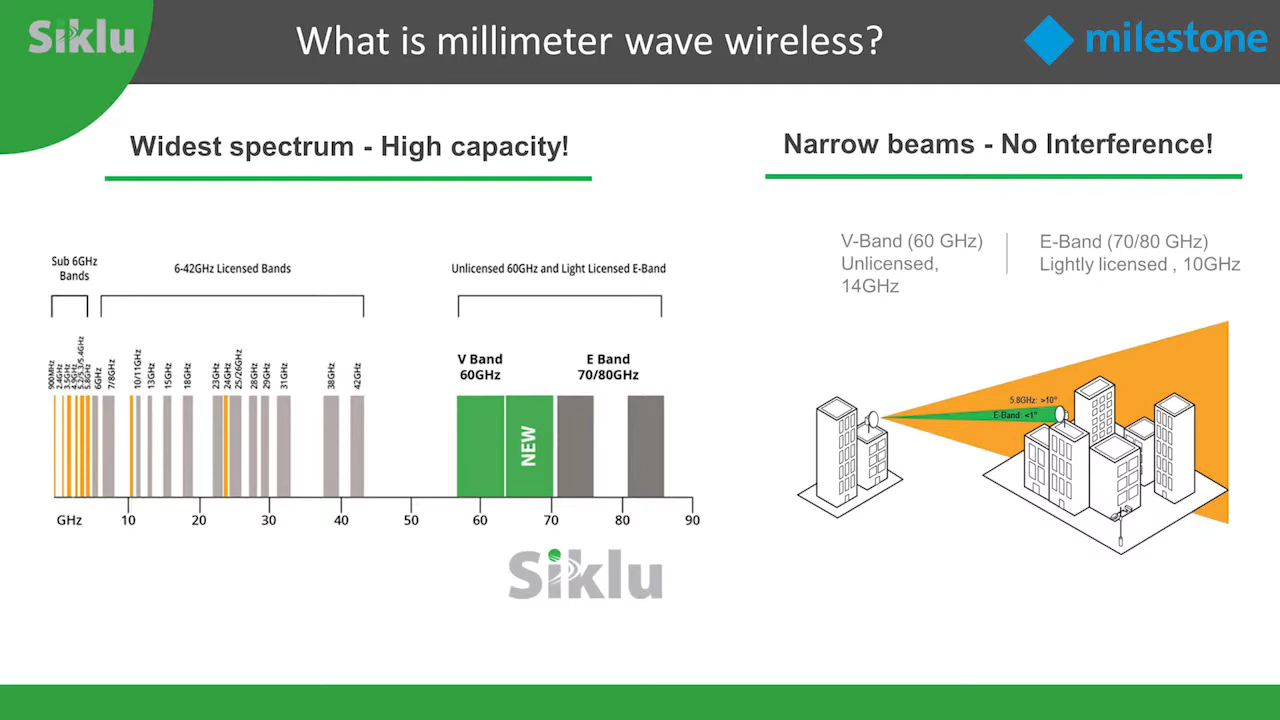 Siklu
What is millimeter wave wireless?
milestone
Widest spectrum - High capacity!
Narrow beams - No Interference!
V-Band (60 GHz)
Unlicensed,
14GHz
E-Band (70/80 GHz)
Lightly licensed , 10GHz
Sub 6GHz
Bands
6-42GHz Licensed Bands
Unlicensed 60GHz and Light Licensed E-Band
900MHz
2.4GHz
3.5GHz
4.9GHz
5.2/5.3/5.4GHz
5.8GHz
6GHz
7/8GHz
10/11GHz
13GHz
15GHz
18GHz
23GHz
24GHz
25/26GHz
28GHz
29GHz
31GHz
38GHz
42GHz
V Band
60GHz
E Band
70/80GHz
NEW
GHz
10
20
30
40
50
60
70
80
90
5.8GHz: >10°
E-Band: <1°
Siklu